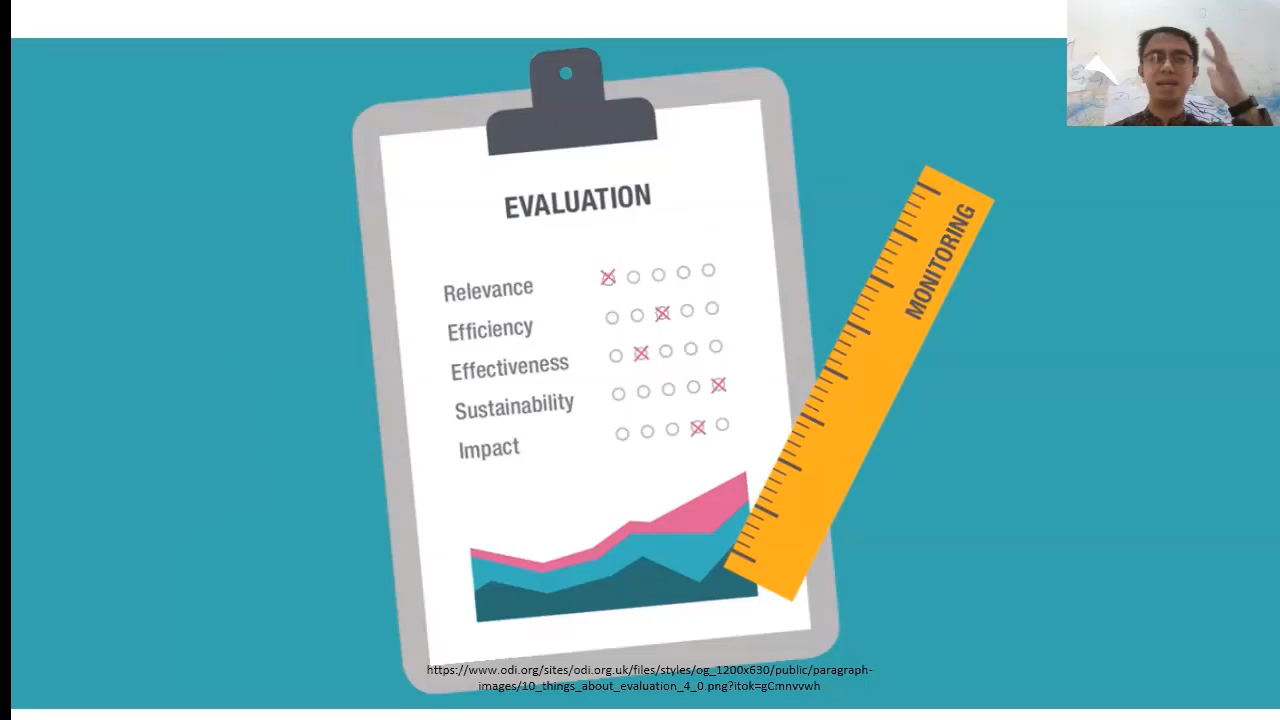 EVALUATION
Relevance
Efficiency
Effectiveness
Sustainability
Impact
MONITORING
https://www.odi.org/sites/odi.org.uk/files/styles/og_1200x630/public/paragraph-
images/10_things_about_evaluation_4_0.png?itok=gCmnvvwh